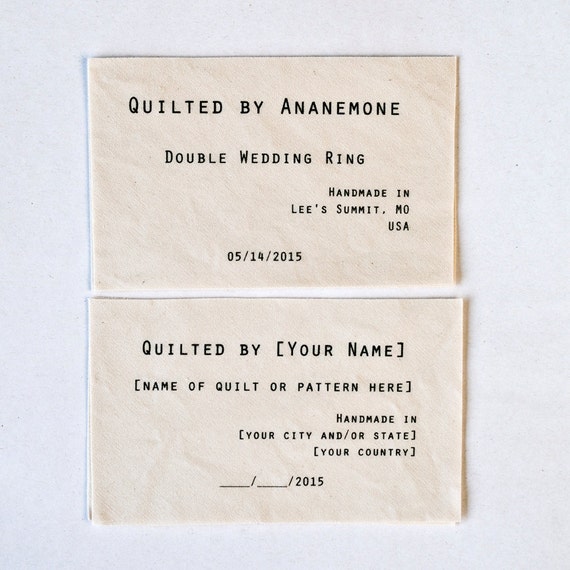 Quilted by Ananemone
Double Wedding Ring
Handmade in
Lee's Summit, MO
USA
05/14/2015
Quilted by [Your Name]
[name of quilt or pattern here]
Handmade in
[your city and/or state]
[your country]
____/____/2015